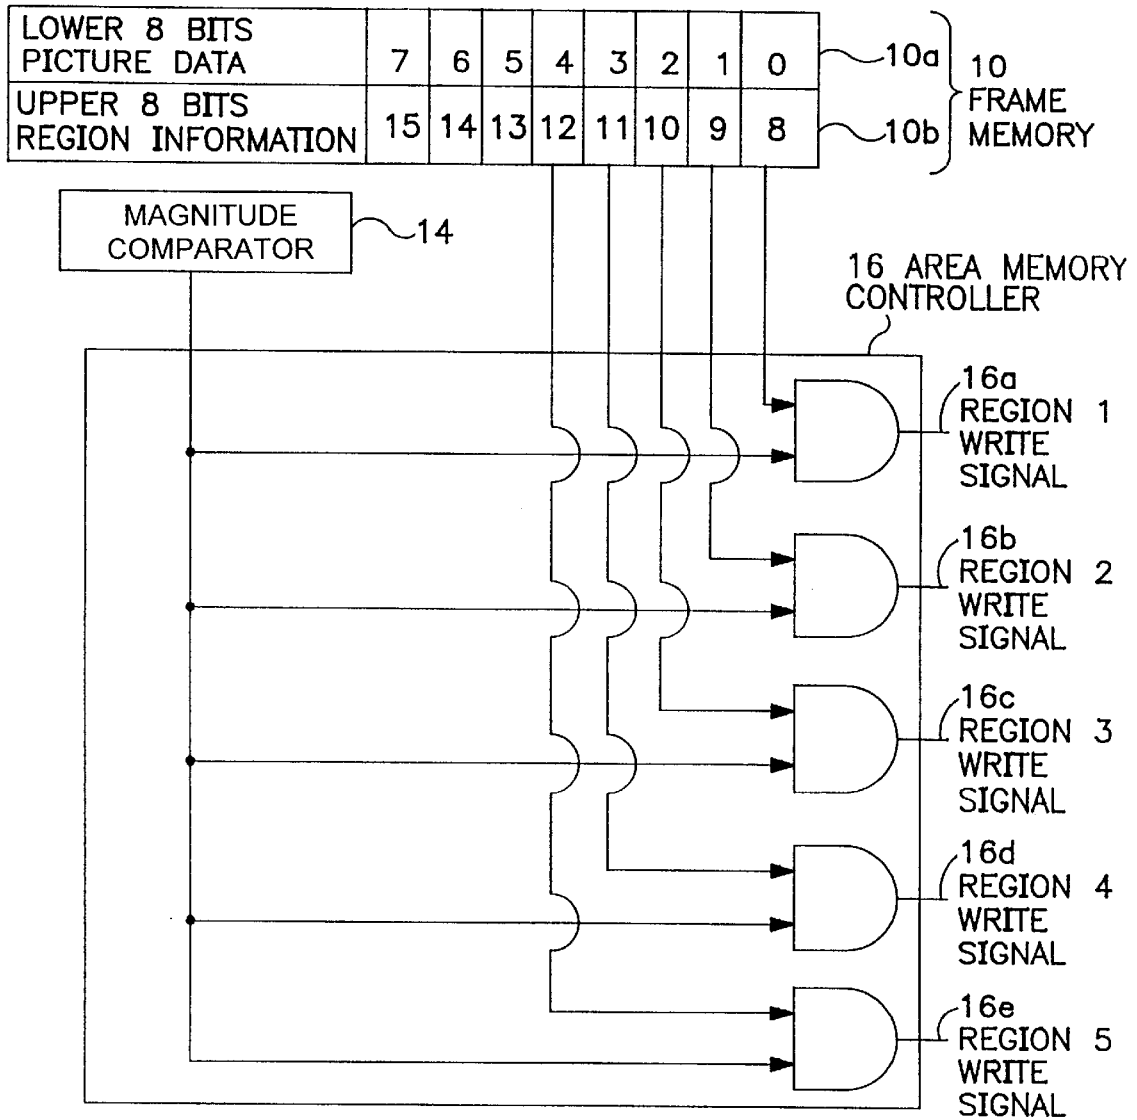 LOWER 8 BITS
PICTURE DATA 7 6 5 4 3 2 1 0
10a
UPPER 8 BITS
REGION INFORMATION 15 14 13 12 11 10 9 8
10b
10
FRAME
MEMORY
MAGNITUDE
COMPARATOR
14
16 AREA MEMORY
CONTROLLER
16a
REGION 1
WRITE
SIGNAL
16b
REGION 2
WRITE
SIGNAL
16c
REGION 3
WRITE
SIGNAL
16d
REGION 4
WRITE
SIGNAL
16e
REGION 5
WRITE
SIGNAL